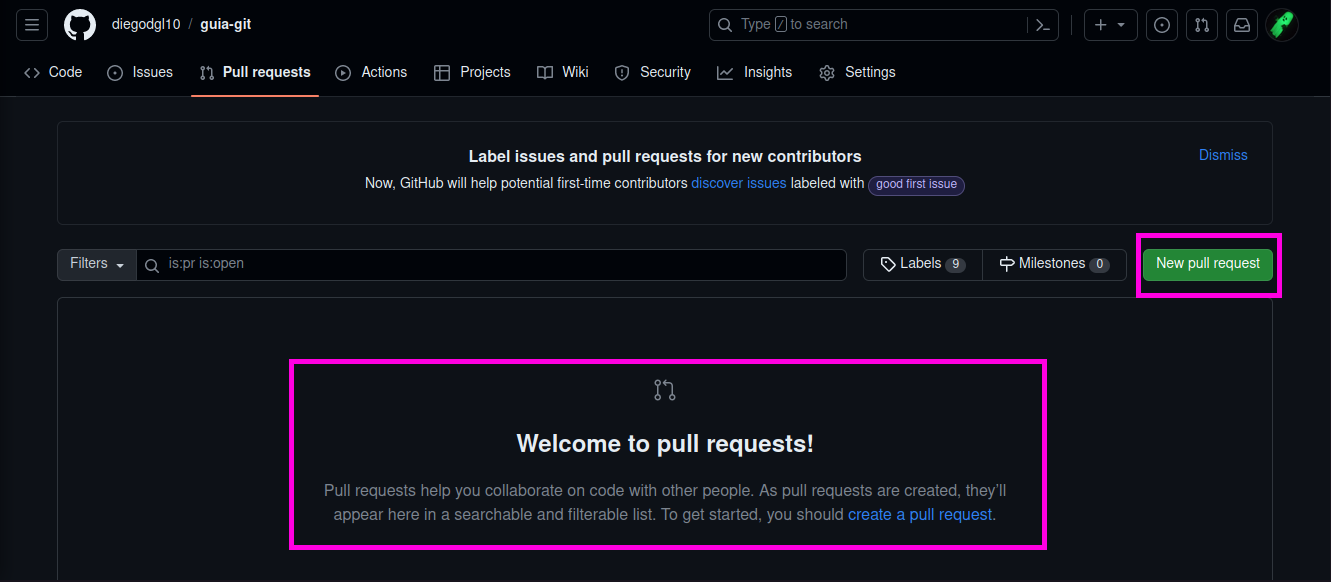 diegodgl10 / guia-git
Type / to search
Code Issues Pull requests Actions Projects Wiki Security Insights Settings
Label issues and pull requests for new contributors
Dismiss
Now, GitHub will help potential first-time contributors discover issues labeled with good first issue
Filters is:pr is:open Labels 9 Milestones 0 New pull request
Welcome to pull requests!
Pull requests help you collaborate on code with other people. As pull requests are created, they’ll
appear here in a searchable and filterable list. To get started, you should create a pull request.